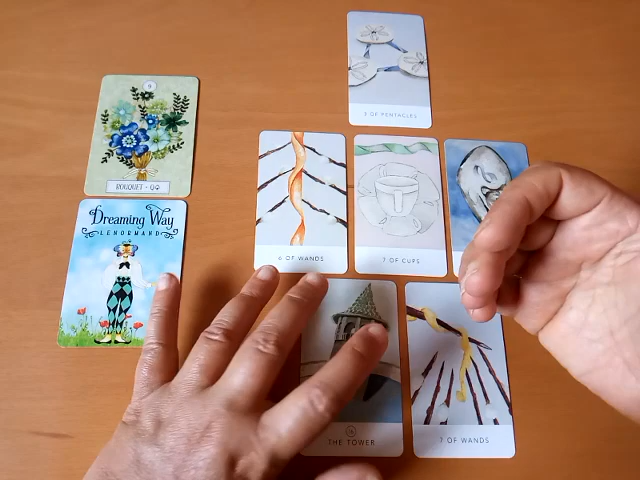 3 OF PENTACLES
9
BOUQUET - Q♠
Dreaming Way
LENORMAND
6 OF WANDS
7 OF CUPS
THE TOWER
7 OF WANDS